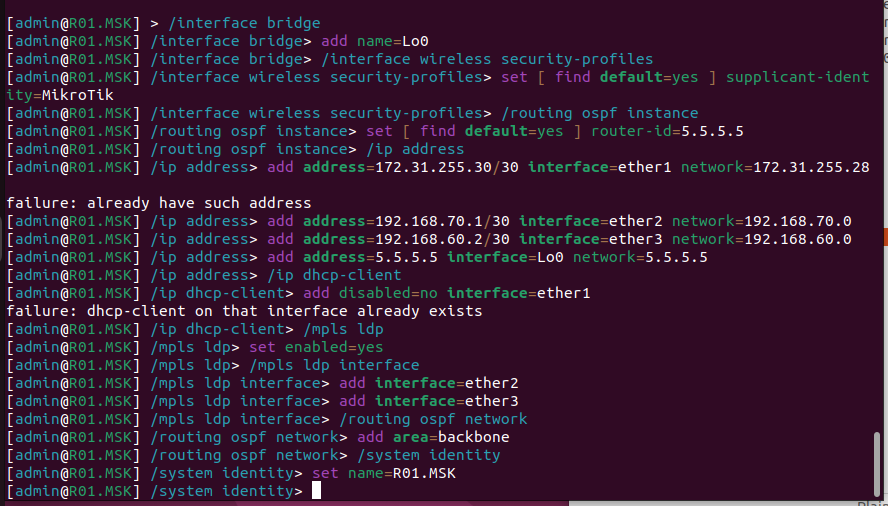 [admin@R01.MSK] > /interface bridge
[admin@R01.MSK] /interface bridge> add name=Lo0
[admin@R01.MSK] /interface bridge> /interface wireless security-profiles
[admin@R01.MSK] /interface wireless security-profiles> set [ find default=yes ] supplicant-ident
ity=MikroTik
[admin@R01.MSK] /interface wireless security-profiles> /routing ospf instance
[admin@R01.MSK] /routing ospf instance> set [ find default=yes ] router-id=5.5.5.5
[admin@R01.MSK] /routing ospf instance> /ip address
[admin@R01.MSK] /ip address> add address=172.31.255.30/30 interface=ether1 network=172.31.255.28
failure: already have such address
[admin@R01.MSK] /ip address> add address=192.168.70.1/30 interface=ether2 network=192.168.70.0
[admin@R01.MSK] /ip address> add address=192.168.60.2/30 interface=ether3 network=192.168.60.0
[admin@R01.MSK] /ip address> add address=5.5.5.5 interface=Lo0 network=5.5.5.5
[admin@R01.MSK] /ip address> /ip dhcp-client
[admin@R01.MSK] /ip dhcp-client> add disabled=no interface=ether1
failure: dhcp-client on that interface already exists
[admin@R01.MSK] /ip dhcp-client> /mpls ldp
[admin@R01.MSK] /mpls ldp> set enabled=yes
[admin@R01.MSK] /mpls ldp> /mpls ldp interface
[admin@R01.MSK] /mpls ldp interface> add interface=ether2
[admin@R01.MSK] /mpls ldp interface> add interface=ether3
[admin@R01.MSK] /mpls ldp interface> /routing ospf network
[admin@R01.MSK] /routing ospf network> add area=backbone
[admin@R01.MSK] /routing ospf network> /system identity
[admin@R01.MSK] /system identity> set name=R01.MSK
[admin@R01.MSK] /system identity>